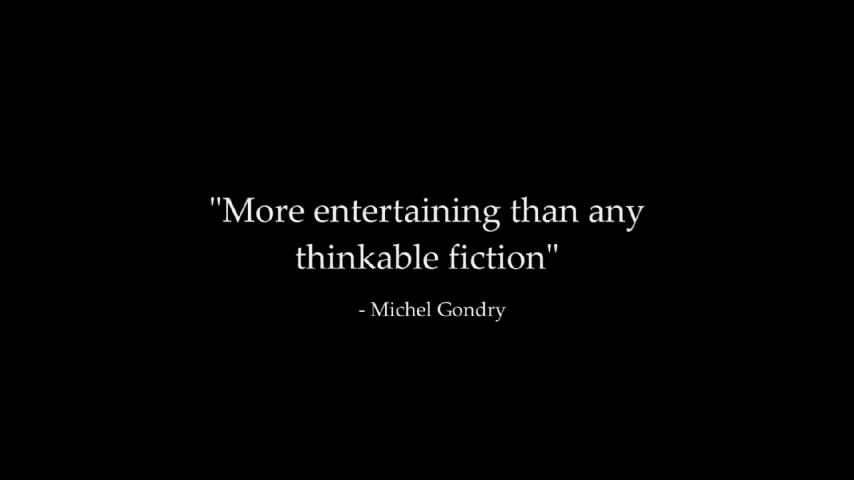 "More entertaining than any
thinkable fiction"
- Michel Gondry